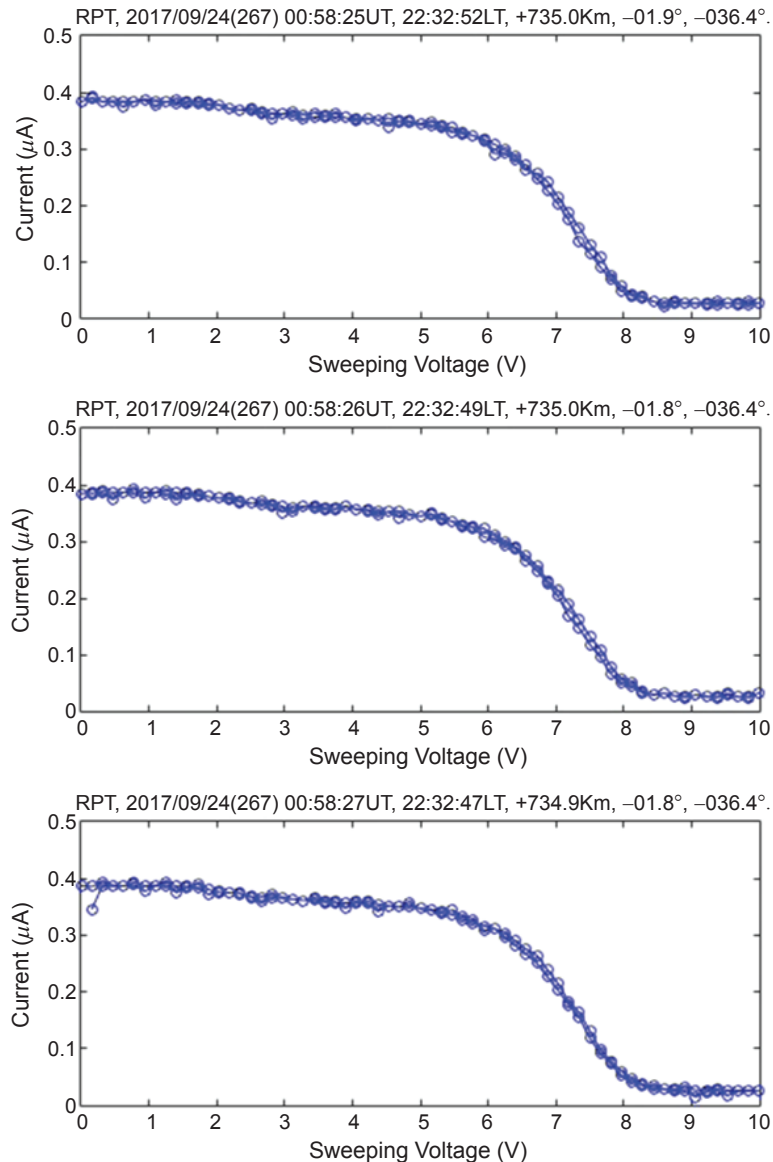 RPT, 2017/09/24(267) 00:58:25UT, 22:32:52LT, +735.0Km, −01.9°, −036.4°.
0.5
0.4
0.3
0.2
0.1
0
Current (μA)
0 1 2 3 4 5 6 7 8 9 10
Sweeping Voltage (V)
RPT, 2017/09/24(267) 00:58:26UT, 22:32:49LT, +735.0Km, −01.8°, −036.4°.
0.5
0.4
0.3
0.2
0.1
0
Current (μA)
0 1 2 3 4 5 6 7 8 9 10
Sweeping Voltage (V)
RPT, 2017/09/24(267) 00:58:27UT, 22:32:47LT, +734.9Km, −01.8°, −036.4°.
0.5
0.4
0.3
0.2
0.1
0
Current (μA)
0 1 2 3 4 5 6 7 8 9 10
Sweeping Voltage (V)